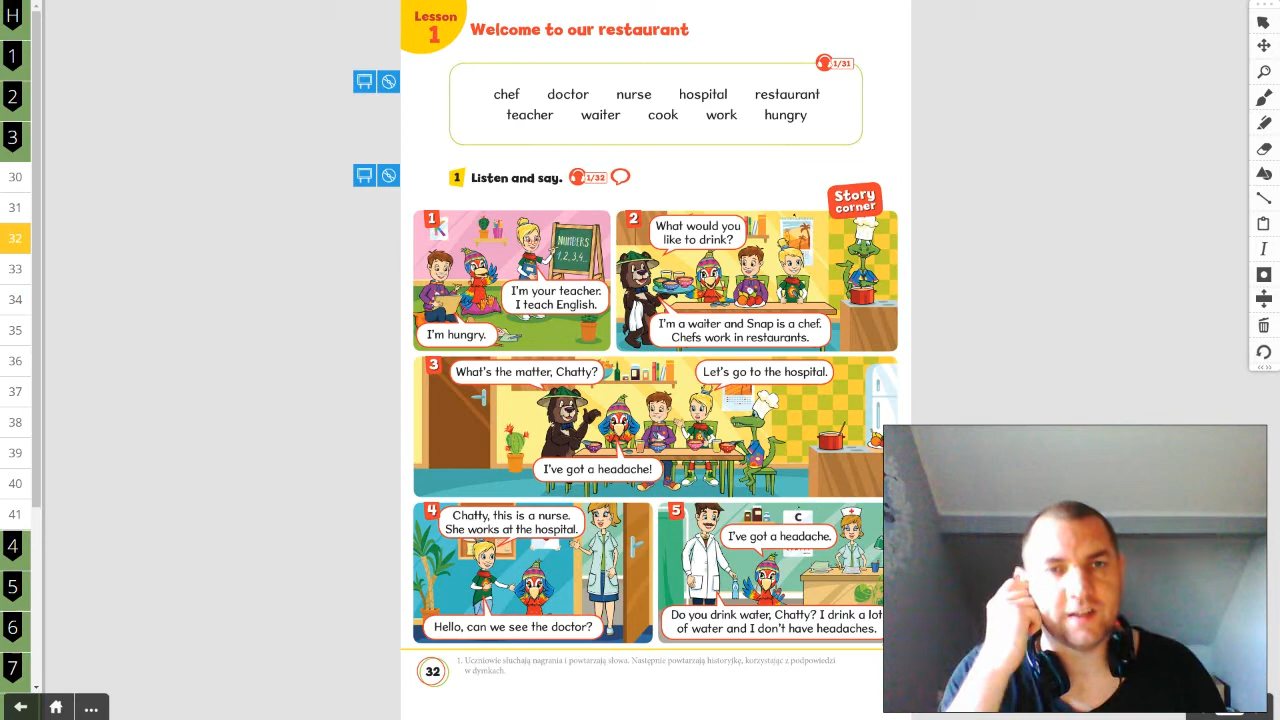 H
1
2
3
30
31
32
33
34
35
37
38
39
40
41
4
5
6
7
Lesson
1
Welcome to our restaurant
1/31
chef doctor nurse hospital restaurant
teacher waiter cook work hungry
1 Listen and say. 1/32
Story
corner
1
K
NUMBERS
1,2,3,4...
I'm your teacher.
I teach English.
I'm hungry.
2
What would you
like to drink?
I'm a waiter and Snap is a chef.
Chefs work in restaurants.
3
What's the matter, Chatty?
Let's go to the hospital.
I've got a headache!
4
Chatty, this is a nurse.
She works at the hospital.
Hello, can we see the doctor?
5
C
I've got a headache.
Do you drink water, Chatty? I drink a lot
of water and I don't have headaches.
32
1. Uczniowie słuchają nagrania i powtarzają słowa. Następnie powtarzają historyjkę, korzystając z podpowiedzi
w dymkach.